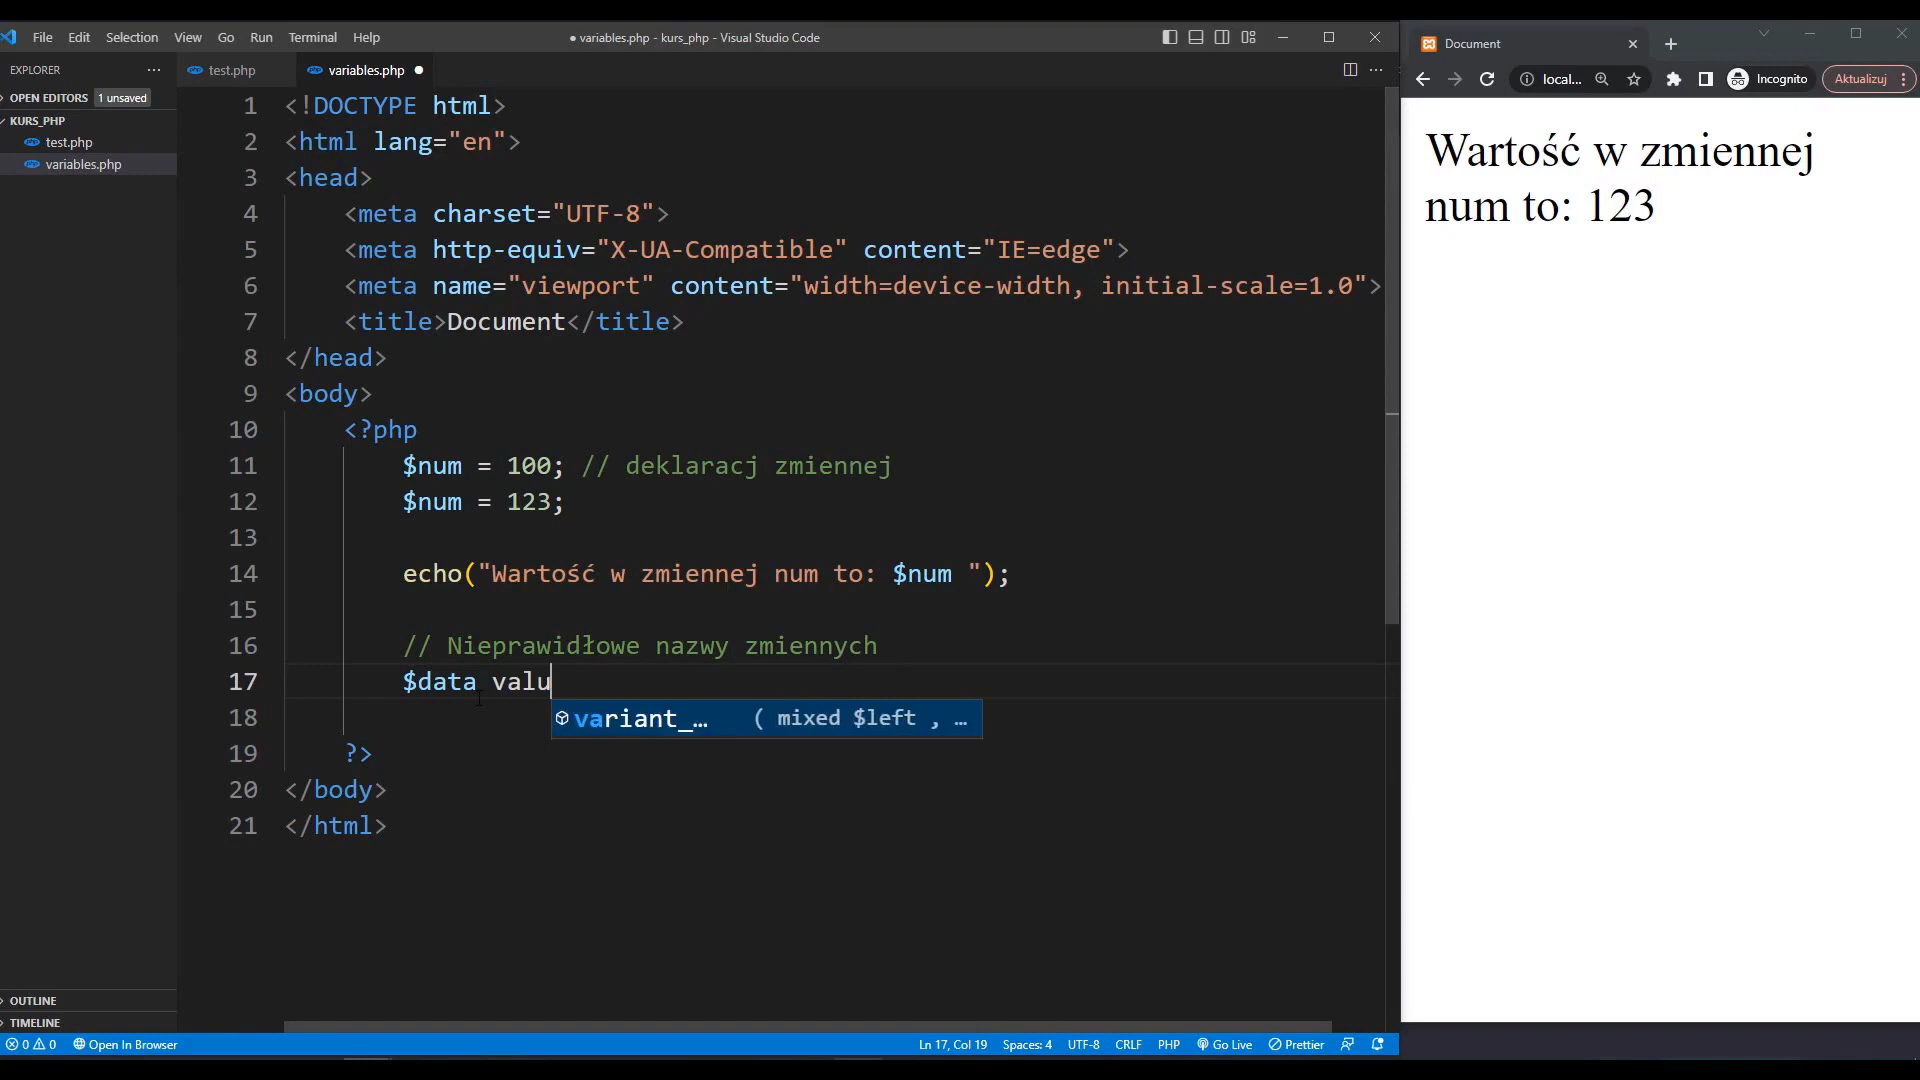 File Edit Selection View Go Run Terminal Help
● variables.php - kurs_php - Visual Studio Code
EXPLORER
OPEN EDITORS 1 unsaved
KURS_PHP
test.php
variables.php
test.php
variables.php
1 <!DOCTYPE html>
2 <html lang="en">
3 <head>
4 <meta charset="UTF-8">
5 <meta http-equiv="X-UA-Compatible" content="IE=edge">
6 <meta name="viewport" content="width=device-width, initial-scale=1.0">
7 <title>Document</title>
8 </head>
9 <body>
10 <?php
11 $num = 100; // deklaracj zmiennej
12 $num = 123;
13
14 echo("Wartość w zmiennej num to: $num ");
15
16 // Nieprawidłowe nazwy zmiennych
17 $data valu
variant_… ( mixed $left , …
18
19 ?>
20 </body>
21 </html>
OUTLINE
TIMELINE
0 0 Open In Browser
Ln 17, Col 19 Spaces: 4 UTF-8 CRLF PHP Go Live Prettier
Document
local... Incognito Aktualizuj
Wartość w zmiennej
num to: 123